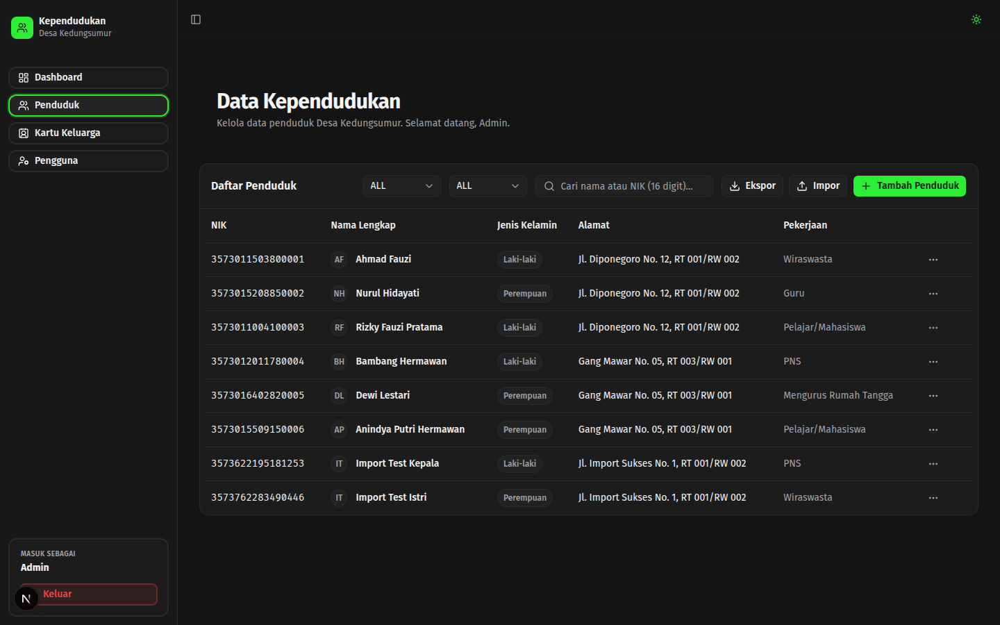 Kependudukan
Desa Kedungsumur
Dashboard
Penduduk
Kartu Keluarga
Pengguna
MASUK SEBAGAI
Admin
Keluar
Data Kependudukan
Kelola data penduduk Desa Kedungsumur. Selamat datang, Admin.
Daftar Penduduk ALL ALL Cari nama atau NIK (16 digit)... Ekspor Impor Tambah Penduduk
NIK Nama Lengkap Jenis Kelamin Alamat Pekerjaan
3573011503800001 AF Ahmad Fauzi Laki-laki Jl. Diponegoro No. 12, RT 001/RW 002 Wiraswasta
3573015208850002 NH Nurul Hidayati Perempuan Jl. Diponegoro No. 12, RT 001/RW 002 Guru
3573011004100003 RF Rizky Fauzi Pratama Laki-laki Jl. Diponegoro No. 12, RT 001/RW 002 Pelajar/Mahasiswa
3573012011780004 BH Bambang Hermawan Laki-laki Gang Mawar No. 05, RT 003/RW 001 PNS
3573016402820005 DL Dewi Lestari Perempuan Gang Mawar No. 05, RT 003/RW 001 Mengurus Rumah Tangga
3573015509150006 AP Anindya Putri Hermawan Perempuan Gang Mawar No. 05, RT 003/RW 001 Pelajar/Mahasiswa
3573622195181253 IT Import Test Kepala Laki-laki Jl. Import Sukses No. 1, RT 001/RW 002 PNS
3573762283490446 IT Import Test Istri Perempuan Jl. Import Sukses No. 1, RT 001/RW 002 Wiraswasta